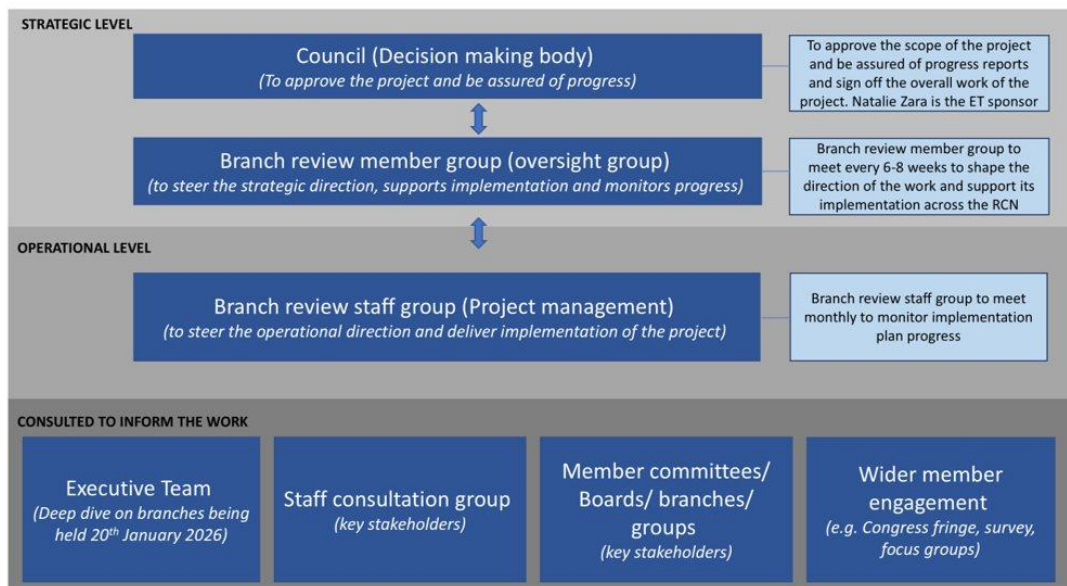 STRATEGIC LEVEL
Council (Decision making body)
(To approve the project and be assured of progress)
To approve the scope of the project
and be assured of progress reports
and sign off the overall work of the
project. Natalie Zara is the ET sponsor
Branch review member group (oversight group)
(to steer the strategic direction, supports implementation and monitors progress)
Branch review member group to
meet every 6-8 weeks to shape the
direction of the work and support its
implementation across the RCN
OPERATIONAL LEVEL
Branch review staff group (Project management)
(to steer the operational direction and deliver implementation of the project)
Branch review staff group to meet
monthly to monitor implementation
plan progress
CONSULTED TO INFORM THE WORK
Executive Team
(Deep dive on branches being
held 20th January 2026)
Staff consultation group
(key stakeholders)
Member committees/
Boards/ branches/
groups
(key stakeholders)
Wider member
engagement
(e.g. Congress fringe, survey,
focus groups)